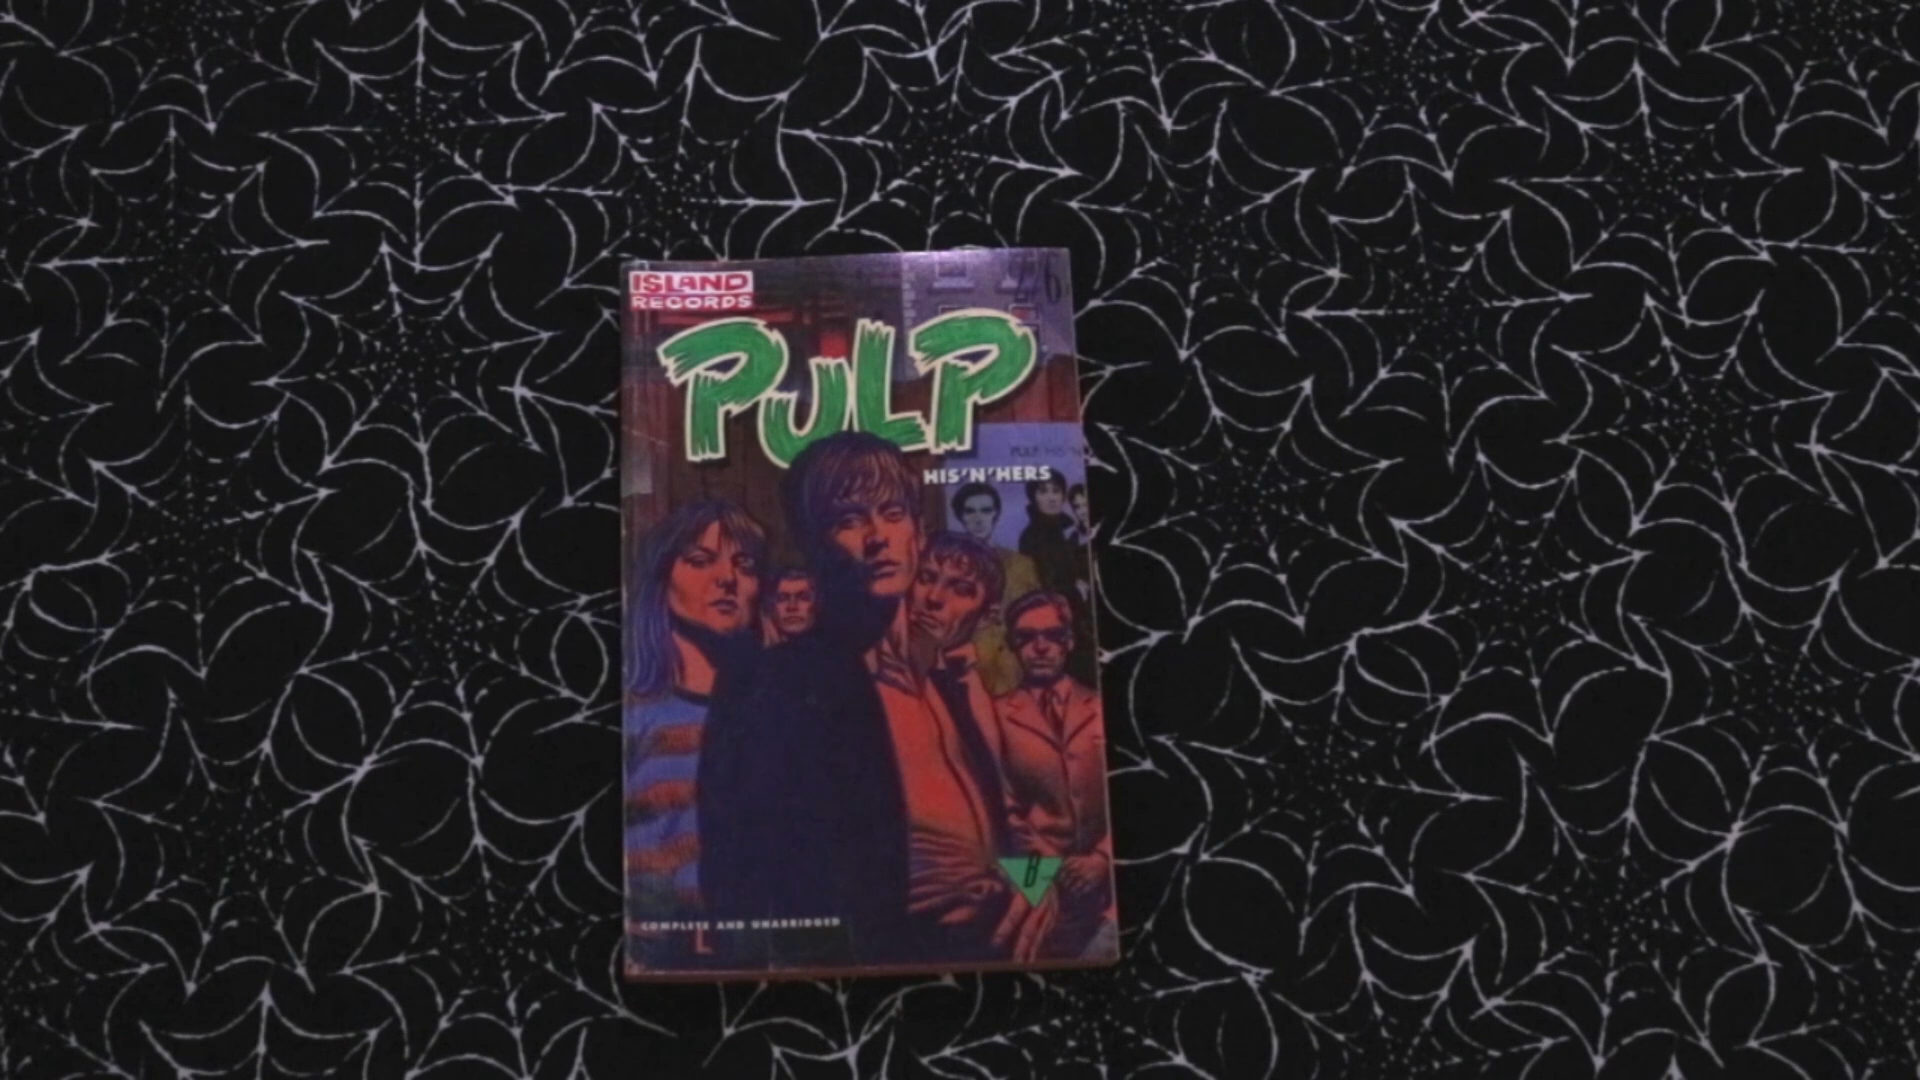 ISLAND
RECORDS
PULP
HIS'N'HERS
B
COMPLETE AND UNABRIDGED